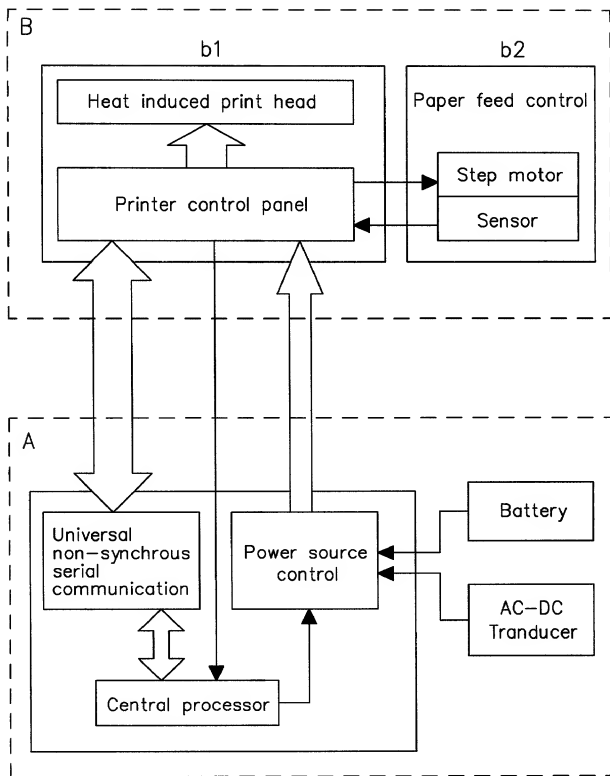 B
b1
b2
Heat induced print head
Paper feed control
Printer control panel
Step motor
Sensor
A
Universal
non-synchrous
serial
communication
Power source
control
Battery
AC-DC
Tranducer
Central processor